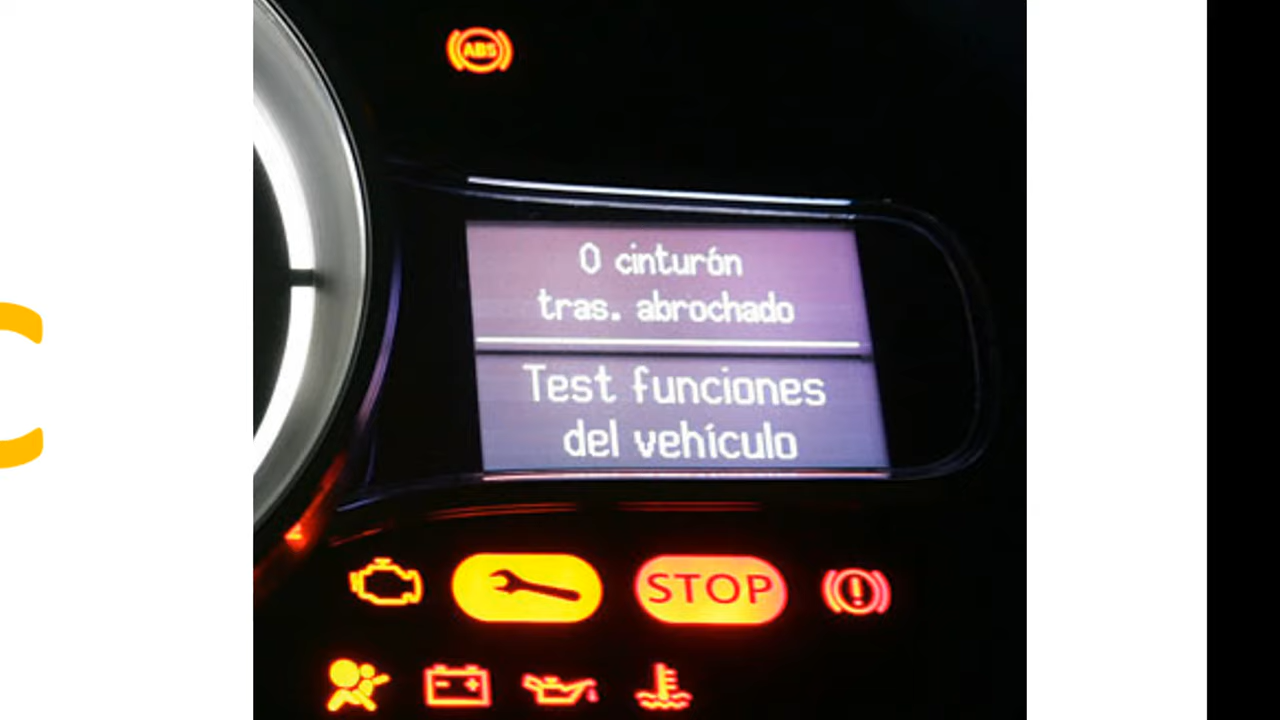 ABS
0 cinturón
tras. abrochado
Test funciones
del vehículo
STOP